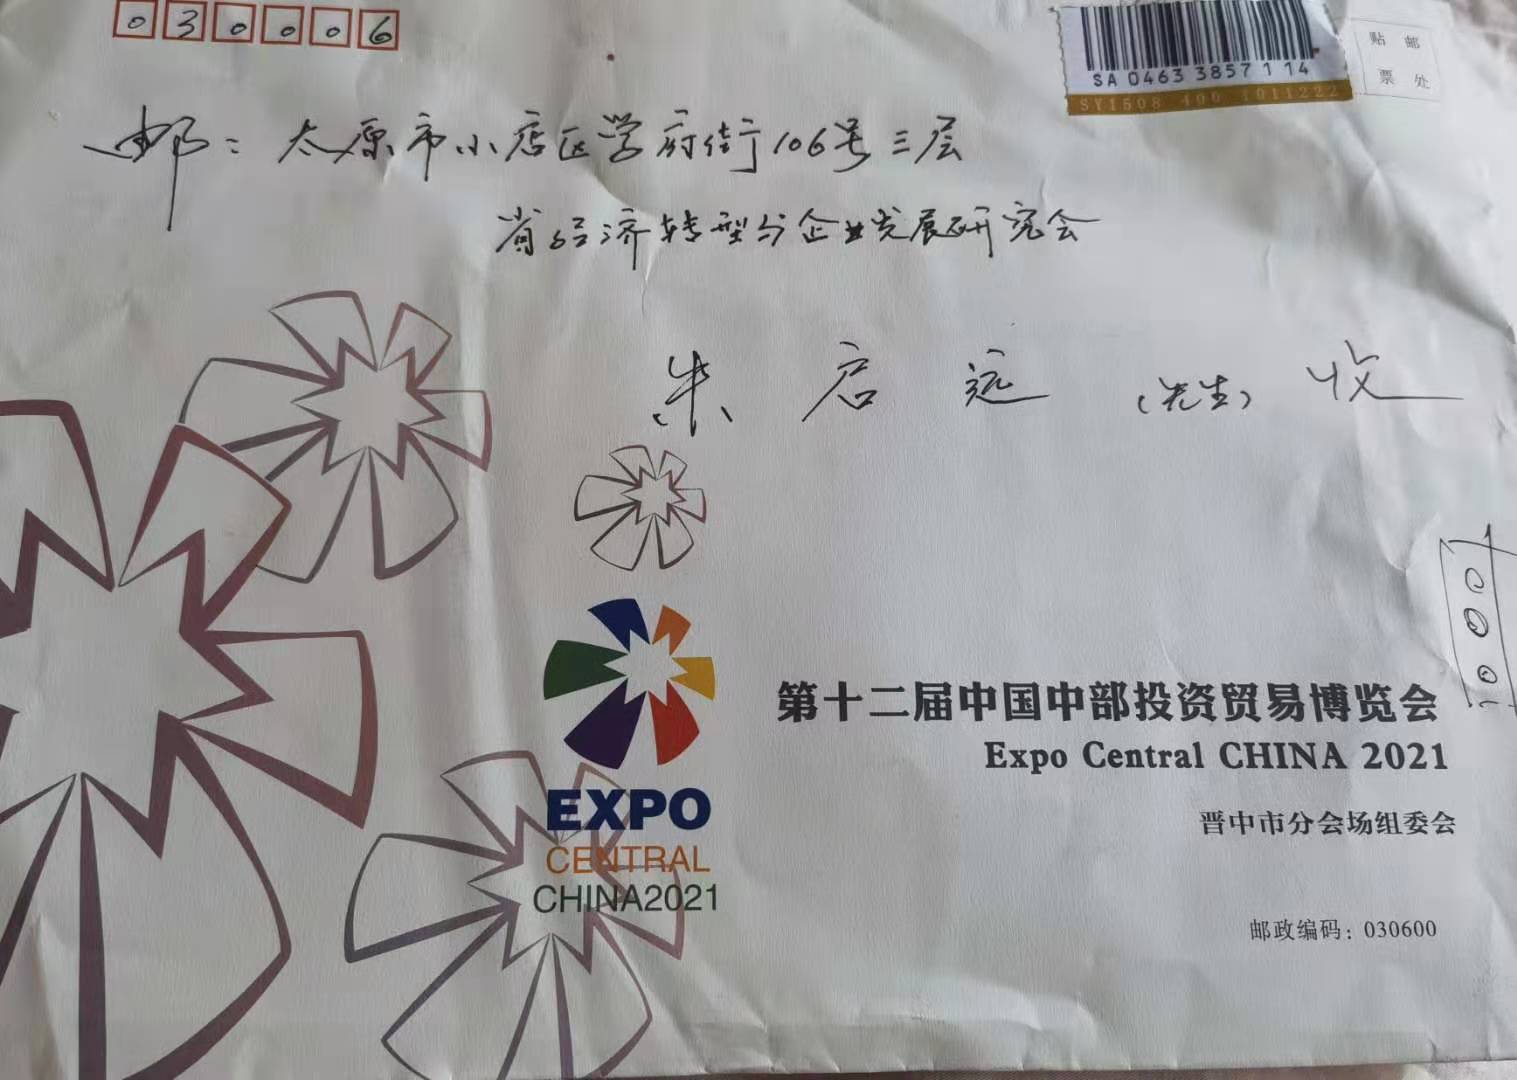 030006
SA 0463 3857 1 14
SY1508 400 1011222
贴 邮
票 处
邮：太原市小店区学府街106号三层
省经济转型与企业发展研究会
朱启远（先生）收
第十二届中国中部投资贸易博览会
Expo Central CHINA 2021
EXPO
CENTRAL
CHINA2021
晋中市分会场组委会
邮政编码：030600